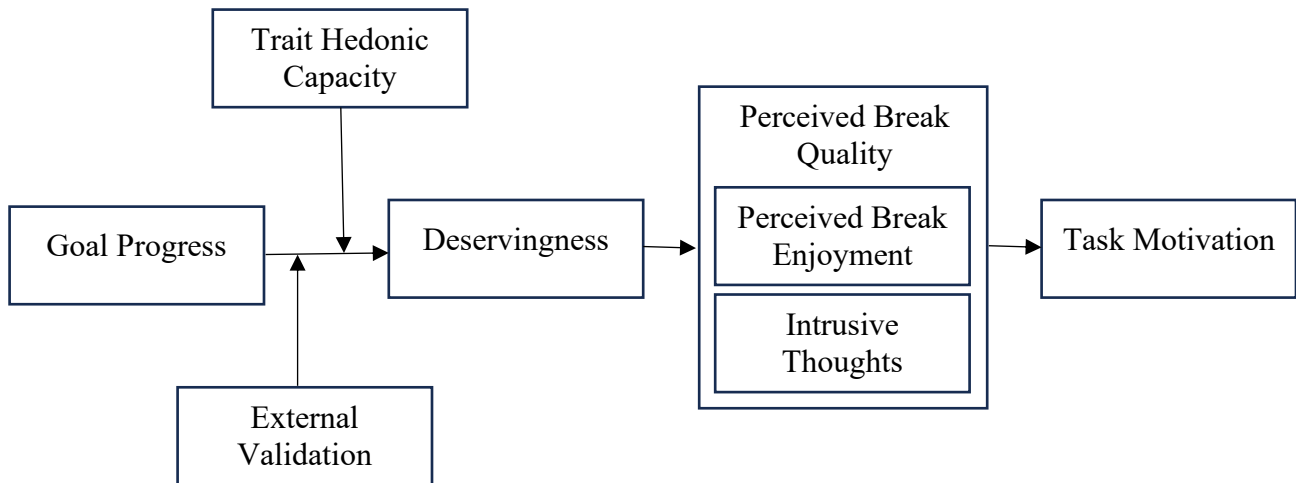 Trait Hedonic
Capacity
Goal Progress
Deservingness
Perceived Break
Quality
Perceived Break
Enjoyment
Intrusive
Thoughts
Task Motivation
External
Validation